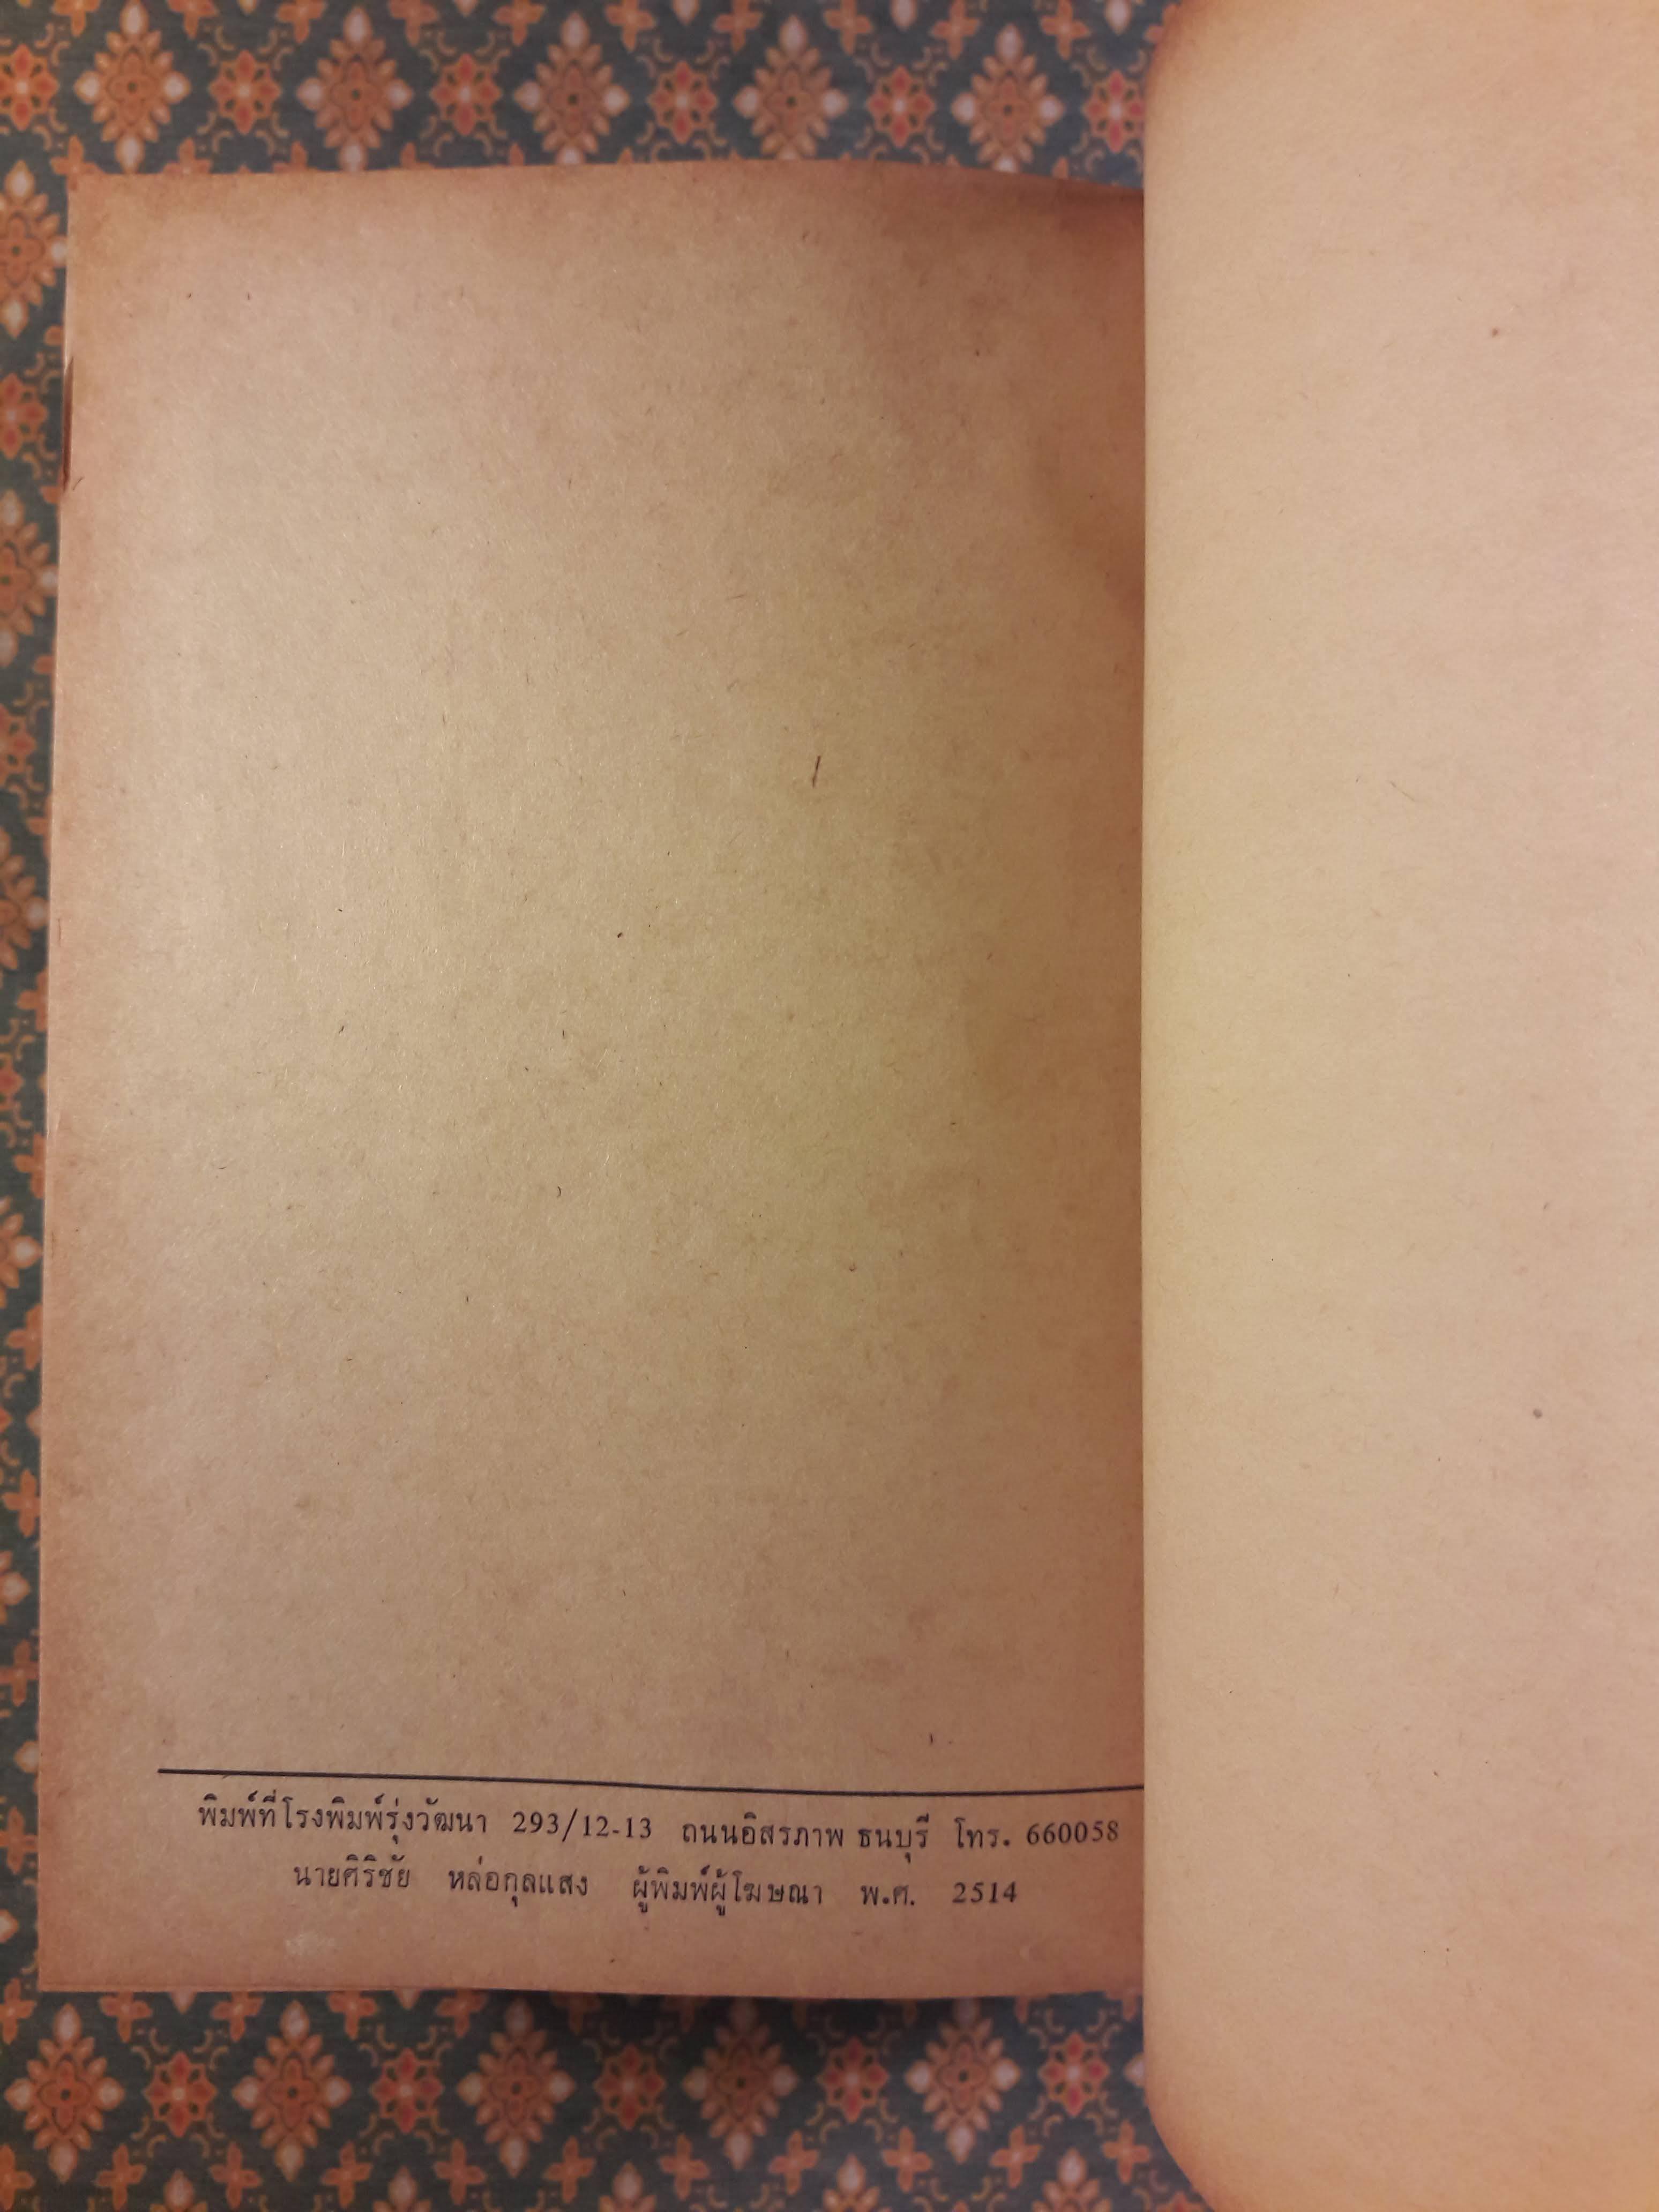 พิมพ์ที่โรงพิมพ์รุ่งวัฒนา 293/12-13 ถนนอิสรภาพ ธนบุรี โทร. 660058
นายศิริชัย หล่อกุลแสง ผู้พิมพ์ผู้โฆษณา พ.ศ. 2514